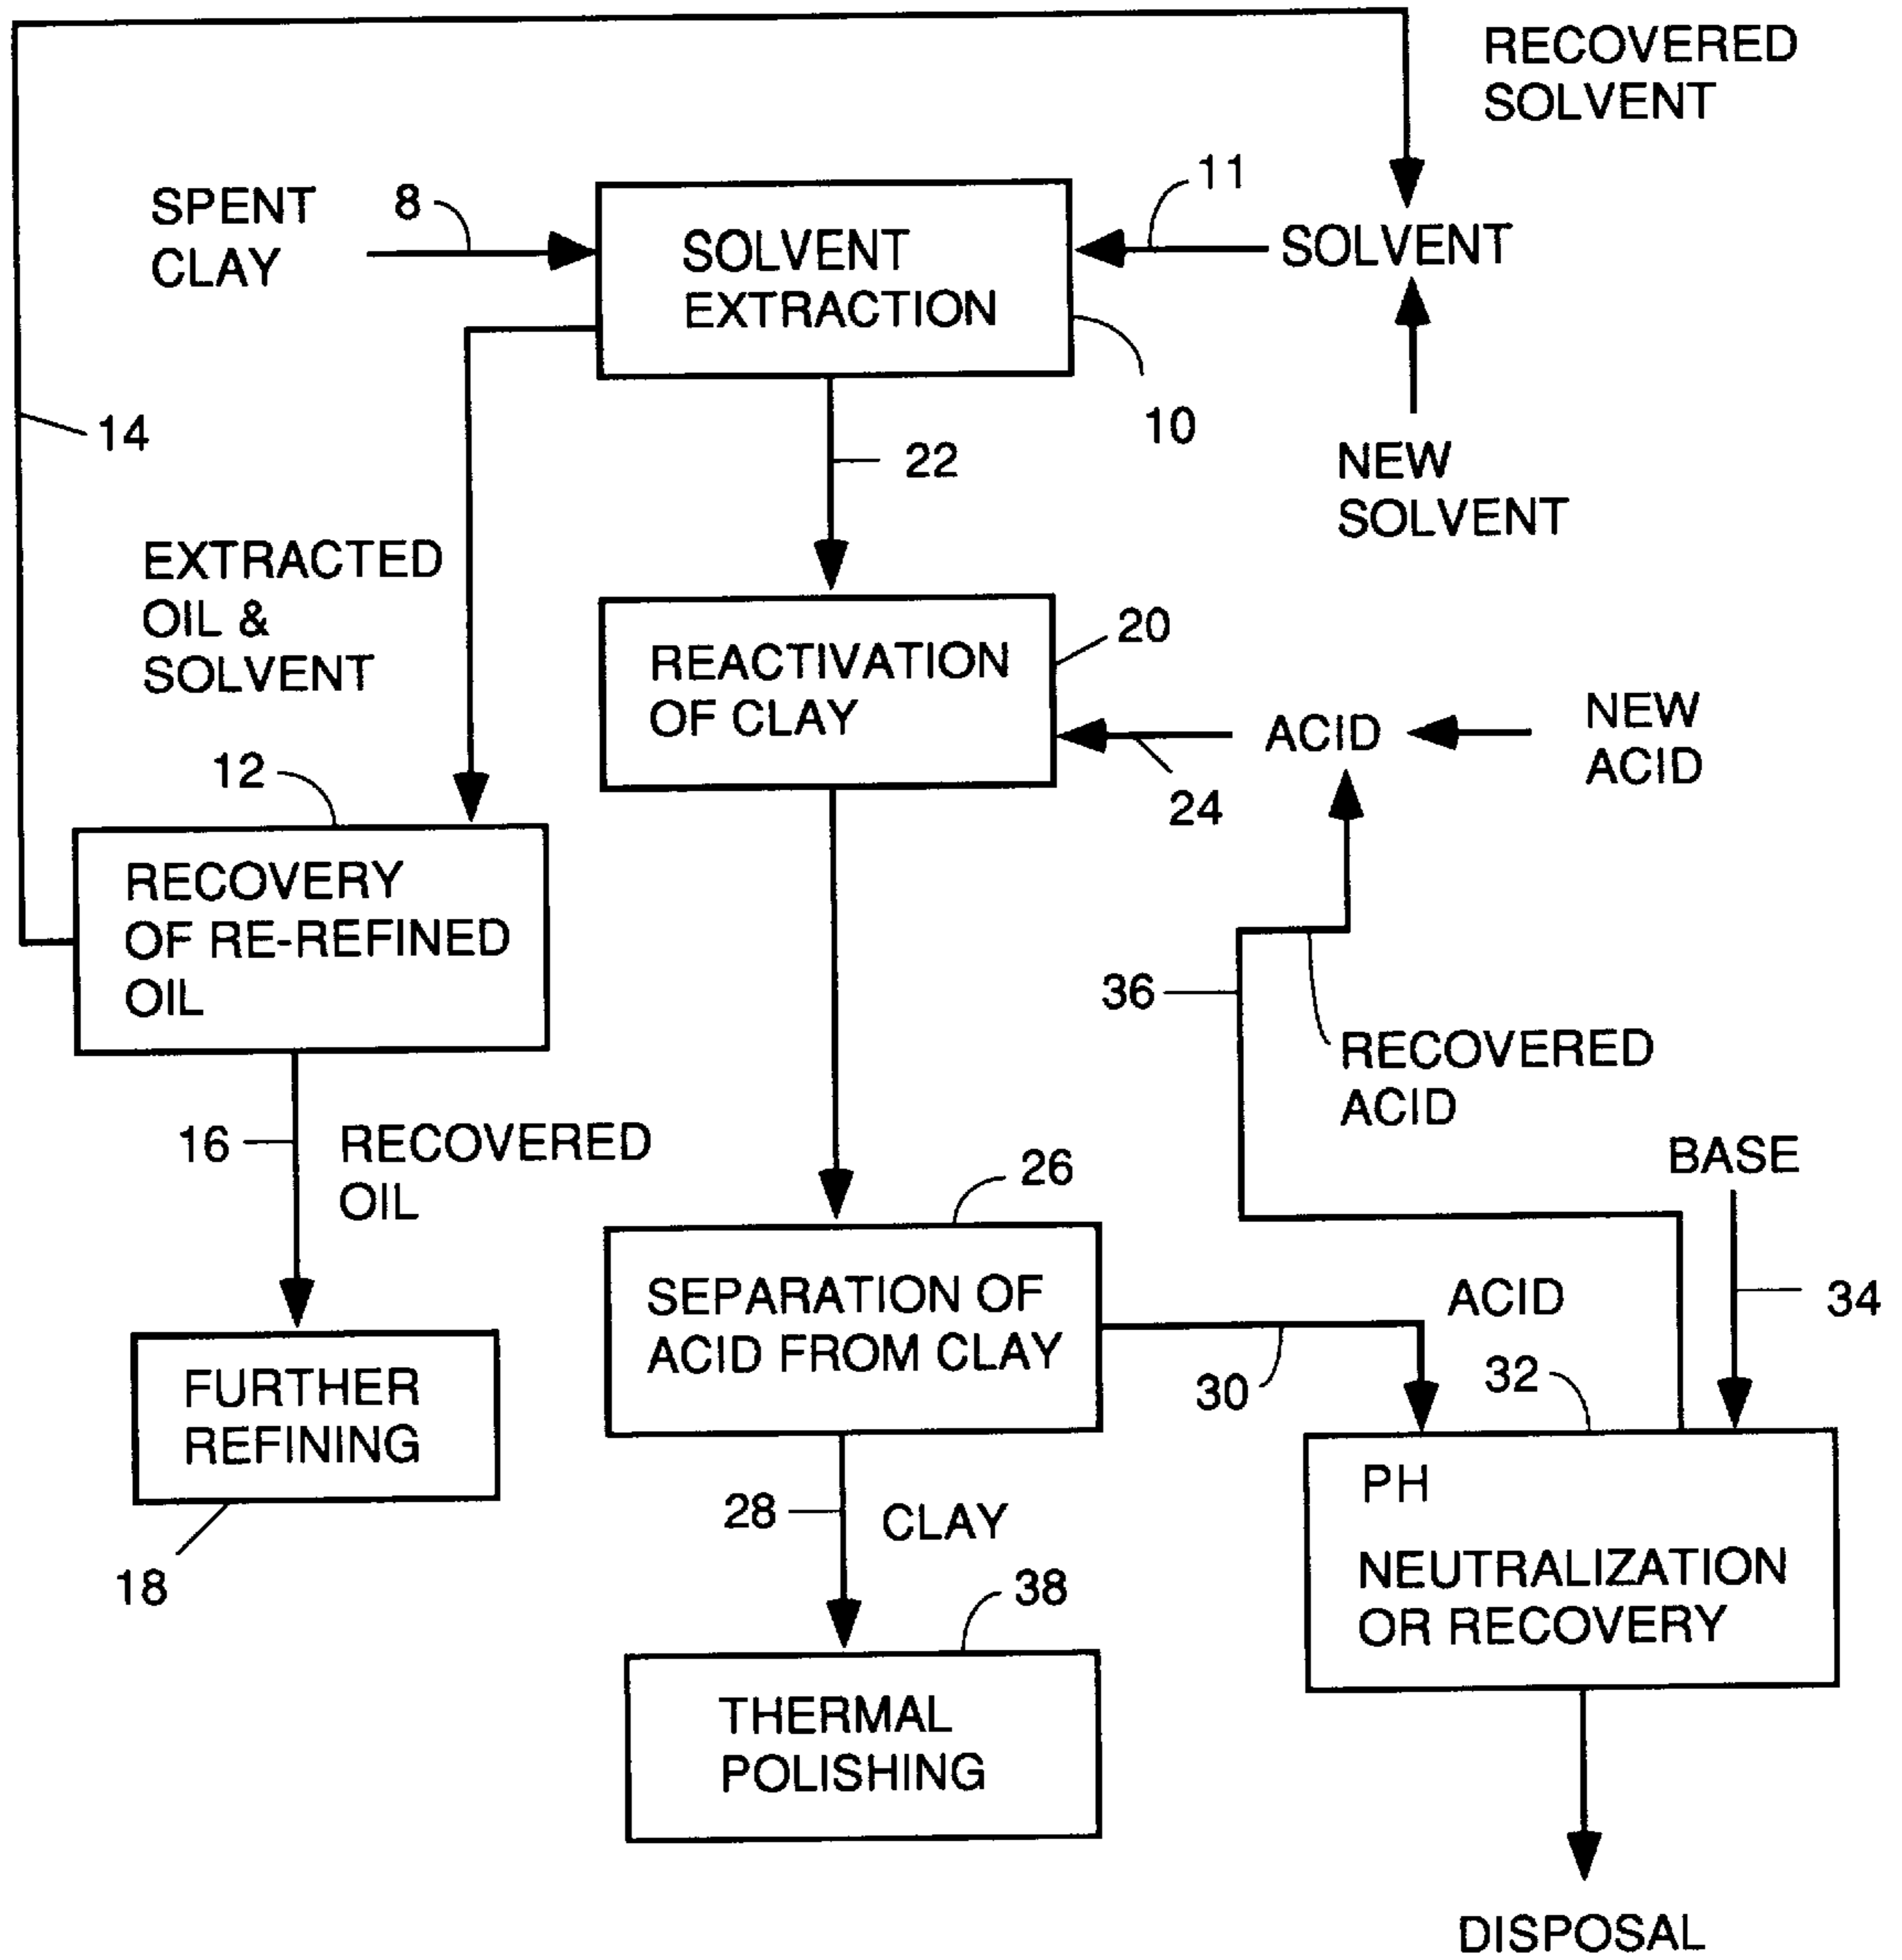 RECOVERED
SOLVENT
SPENT
CLAY
8
SOLVENT
EXTRACTION
11
SOLVENT
10
14
22
NEW
SOLVENT
EXTRACTED
OIL &
SOLVENT
REACTIVATION
OF CLAY
20
ACID
NEW
ACID
24
12
RECOVERY
OF RE-REFINED
OIL
36
RECOVERED
ACID
16
RECOVERED
OIL
26
BASE
SEPARATION OF
ACID FROM CLAY
ACID
34
30
32
FURTHER
REFINING
18
28
CLAY
PH
NEUTRALIZATION
OR RECOVERY
38
THERMAL
POLISHING
DISPOSAL